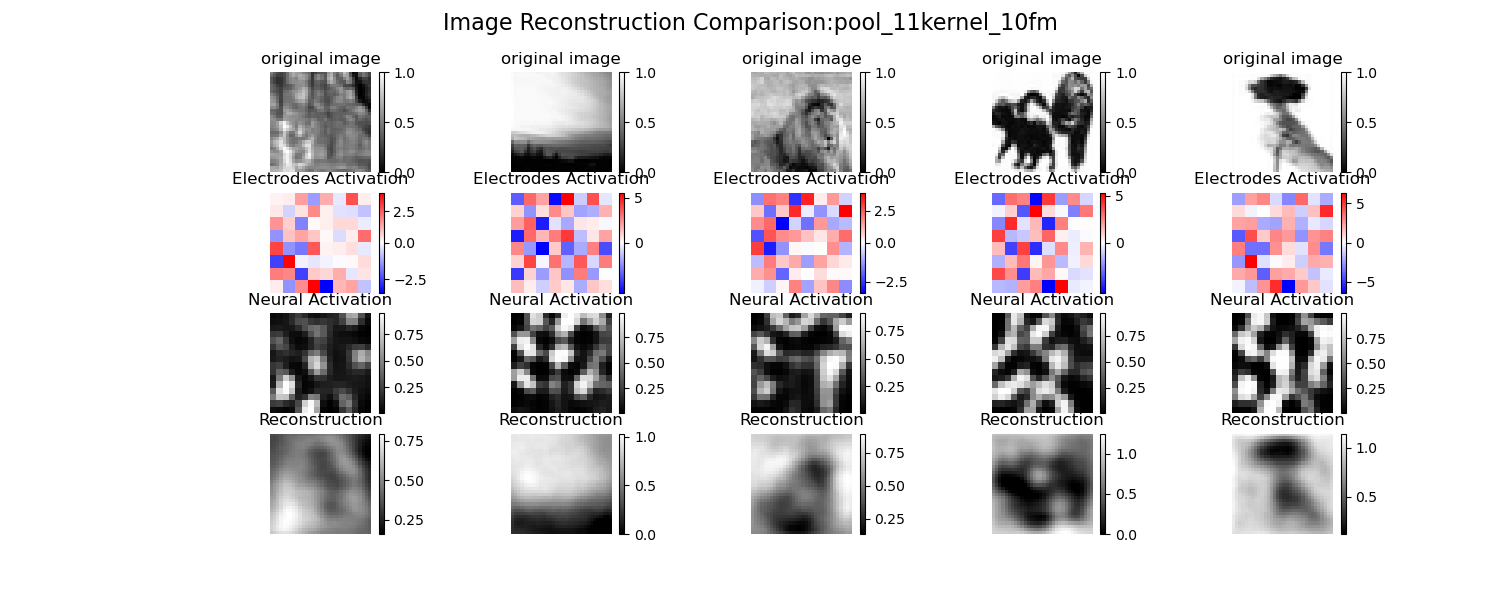 Image Reconstruction Comparison:pool_11kernel_10fm
original image original image original image original image original image
1.0 1.0 1.0 1.0 1.0
0.5 0.5 0.5 0.5 0.5
0.0 0.0 0.0 0.0 0.0
Electrodes Activation Electrodes Activation Electrodes Activation Electrodes Activation Electrodes Activation
2.5 5 2.5 5 5
0.0 0 0.0 0 0
−2.5 −2.5 −5
Neural Activation Neural Activation Neural Activation Neural Activation Neural Activation
0.75 0.75 0.75 0.75 0.75
0.50 0.50 0.50 0.50 0.50
0.25 0.25 0.25 0.25 0.25
Reconstruction Reconstruction Reconstruction Reconstruction Reconstruction
0.75 1.0 0.75 1.0 1.0
0.50 0.5 0.50 0.5 0.5
0.25 0.0 0.25 0.0